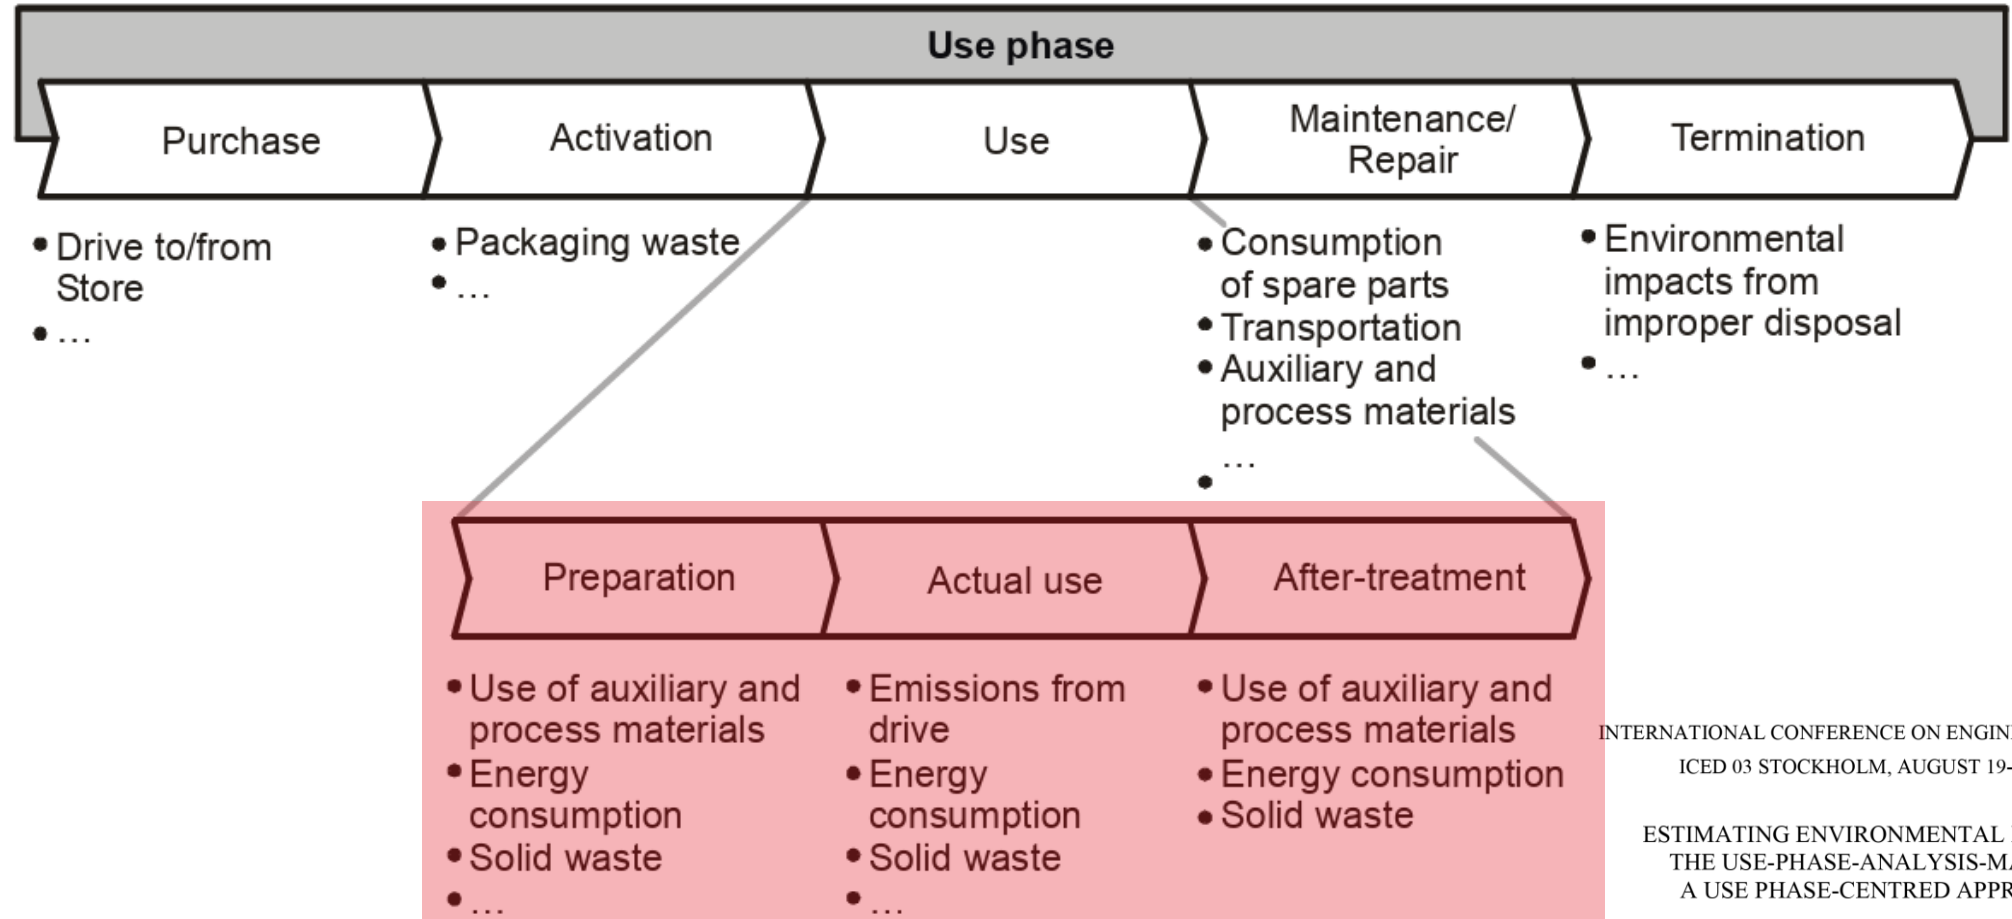 Use phase
Purchase
Activation
Use
Maintenance/
Repair
Termination
• Drive to/from
Store
• …
• Packaging waste
• …
• Consumption
of spare parts
• Transportation
• Auxiliary and
process materials
…
•
• Environmental
impacts from
improper disposal
• …
Preparation
Actual use
After-treatment
• Use of auxiliary and
process materials
• Energy
consumption
• Solid waste
• …
• Emissions from
drive
• Energy
consumption
• Solid waste
• …
• Use of auxiliary and
process materials
• Energy consumption
• Solid waste
INTERNATIONAL CONFERENCE ON
ICED 03 STOCKHOLM, AUGUST 19-
ESTIMATING ENVIRONMENTAL
THE USE-PHASE-ANALYSIS-
A USE PHASE-CENTRED